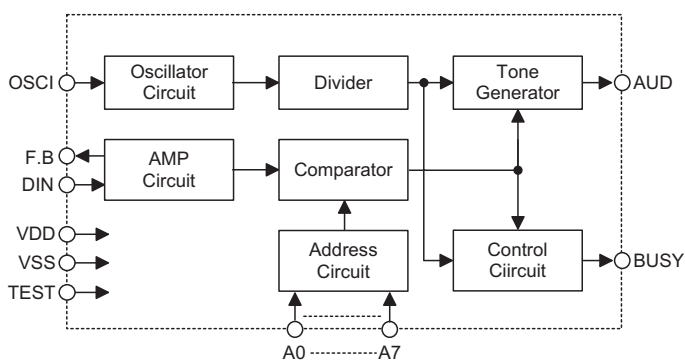 OSCI
Oscillator
Circuit
Divider
Tone
Generator
AUD
F.B
DIN
AMP
Circuit
Comparator
VDD
VSS
TEST
Address
Circuit
Control
Ciircuit
BUSY
A0
A7